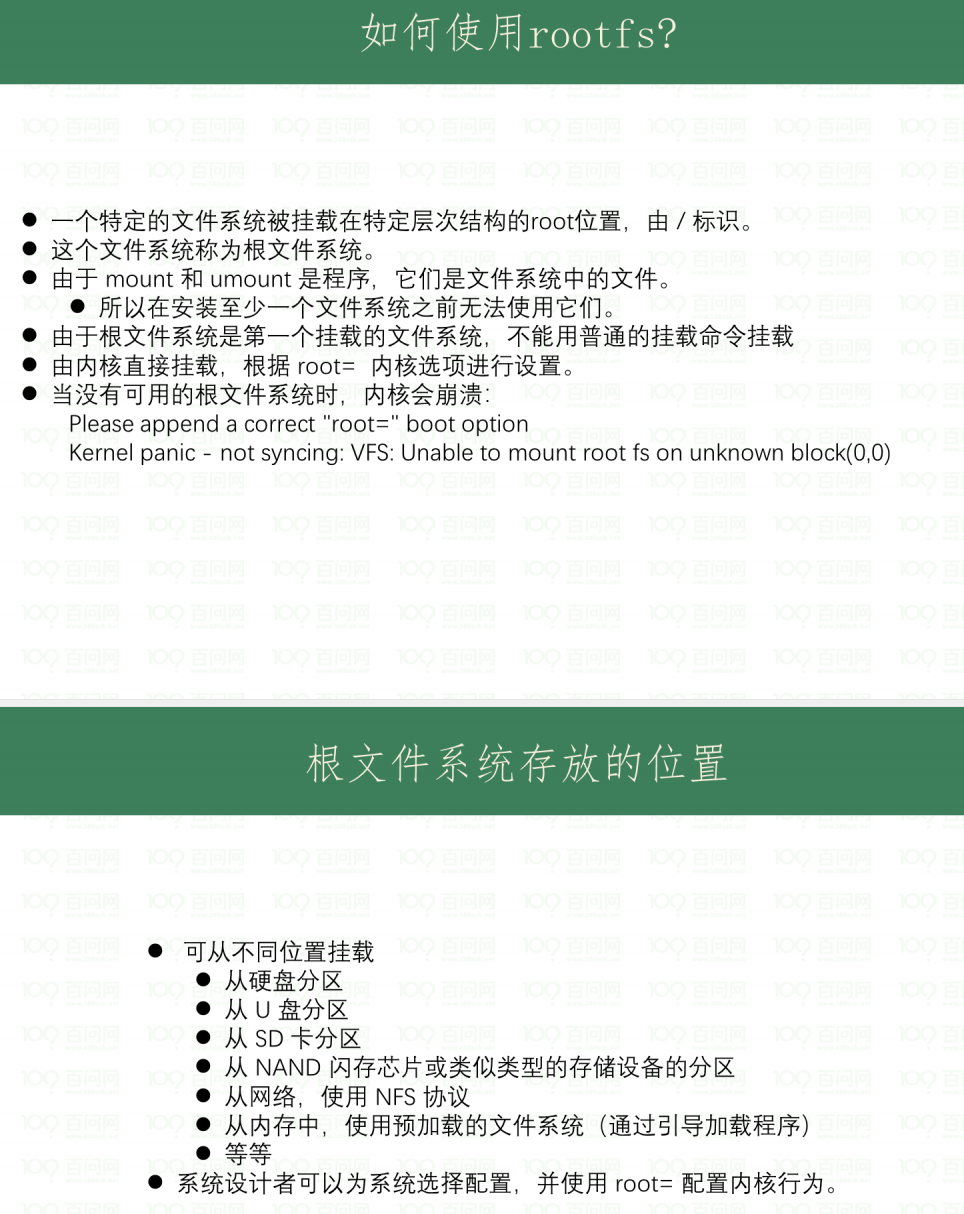 如何使用rootfs?
● 一个特定的文件系统被挂载在特定层次结构的root位置，由 / 标识。
● 这个文件系统称为根文件系统。
● 由于 mount 和 umount 是程序，它们是文件系统中的文件。
● 所以在安装至少一个文件系统之前无法使用它们。
● 由于根文件系统是第一个挂载的文件系统，不能用普通的挂载命令挂载
● 由内核直接挂载，根据 root= 内核选项进行设置。
● 当没有可用的根文件系统时，内核会崩溃：
Please append a correct "root=" boot option
Kernel panic - not syncing: VFS: Unable to mount root fs on unknown block(0,0)
根文件系统存放的位置
● 可从不同位置挂载
● 从硬盘分区
● 从 U 盘分区
● 从 SD 卡分区
● 从 NAND 闪存芯片或类似类型的存储设备的分区
● 从网络，使用 NFS 协议
● 从内存中，使用预加载的文件系统（通过引导加载程序）
● 等等
● 系统设计者可以为系统选择配置，并使用 root= 配置内核行为。